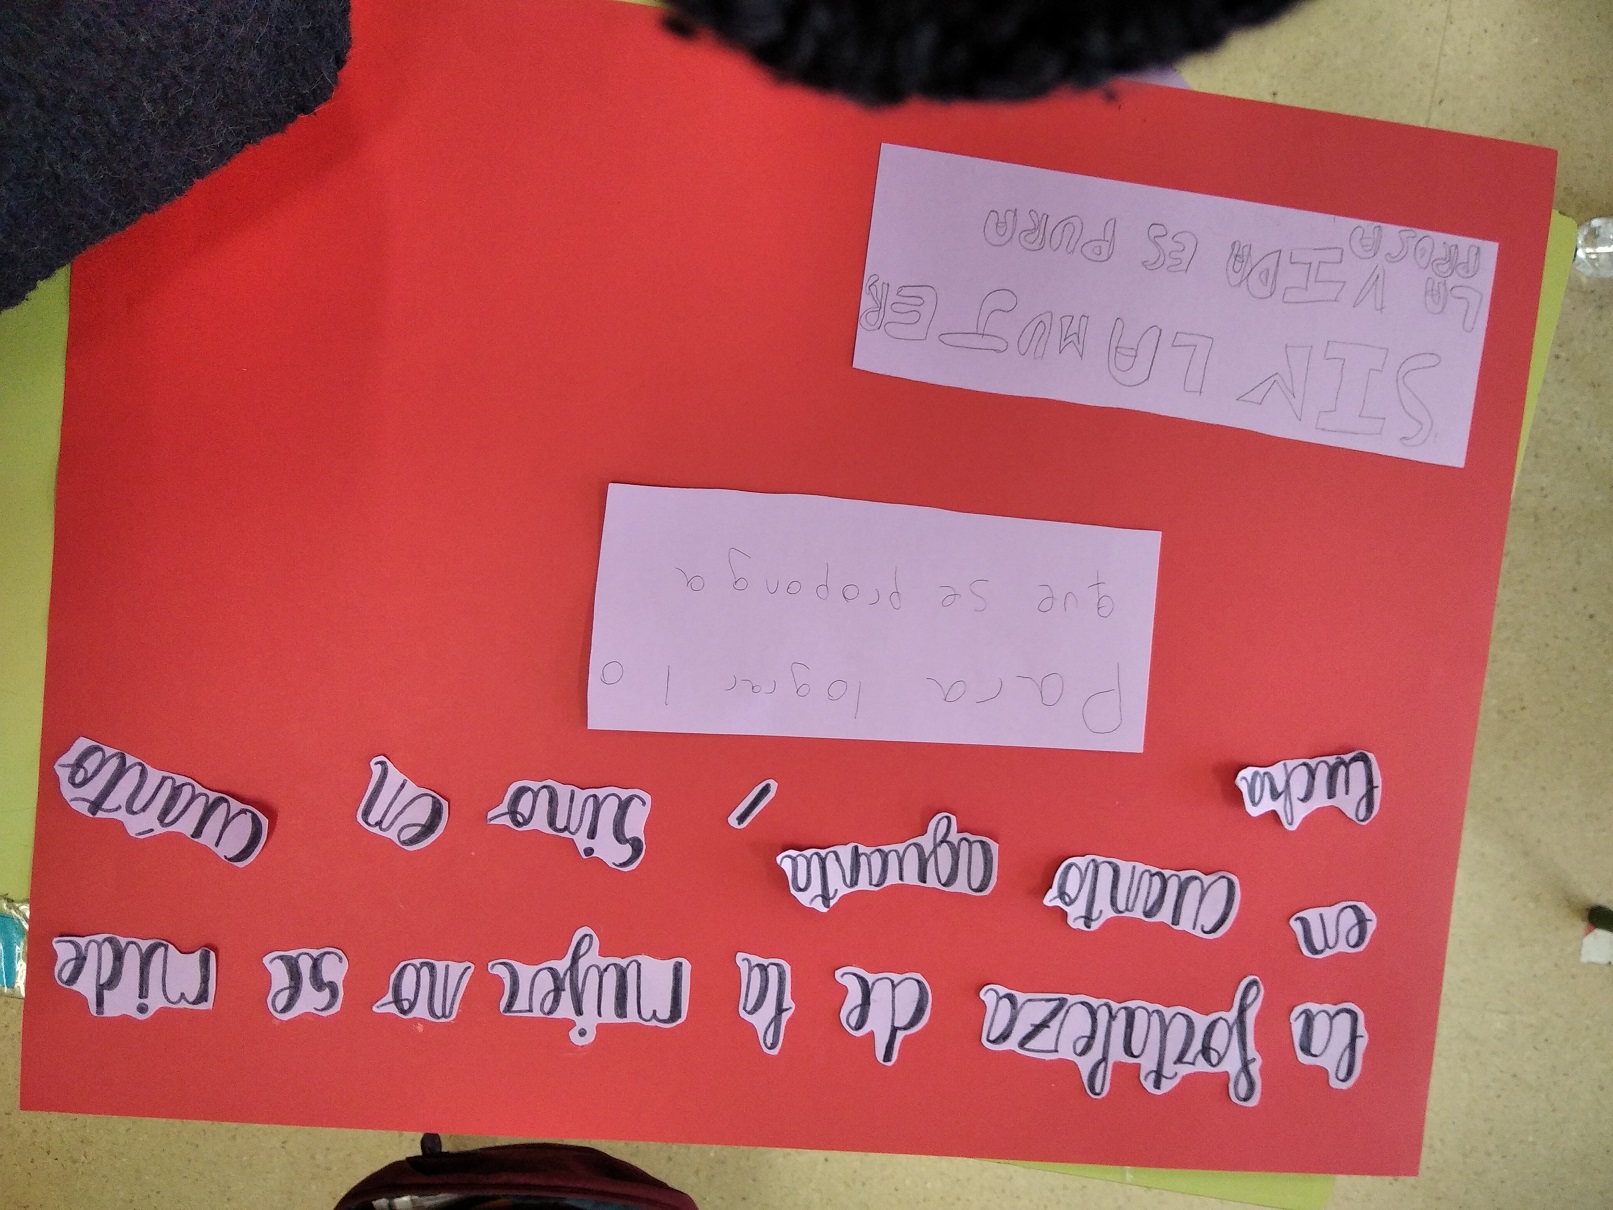 la fortaleza de la mujer no se mide
en cuanto aguanta, sino en cuánto
lucha
Para lograr lo
que se proponga
SIN LA MUJER
LA VIDA ES PURA
PROSA